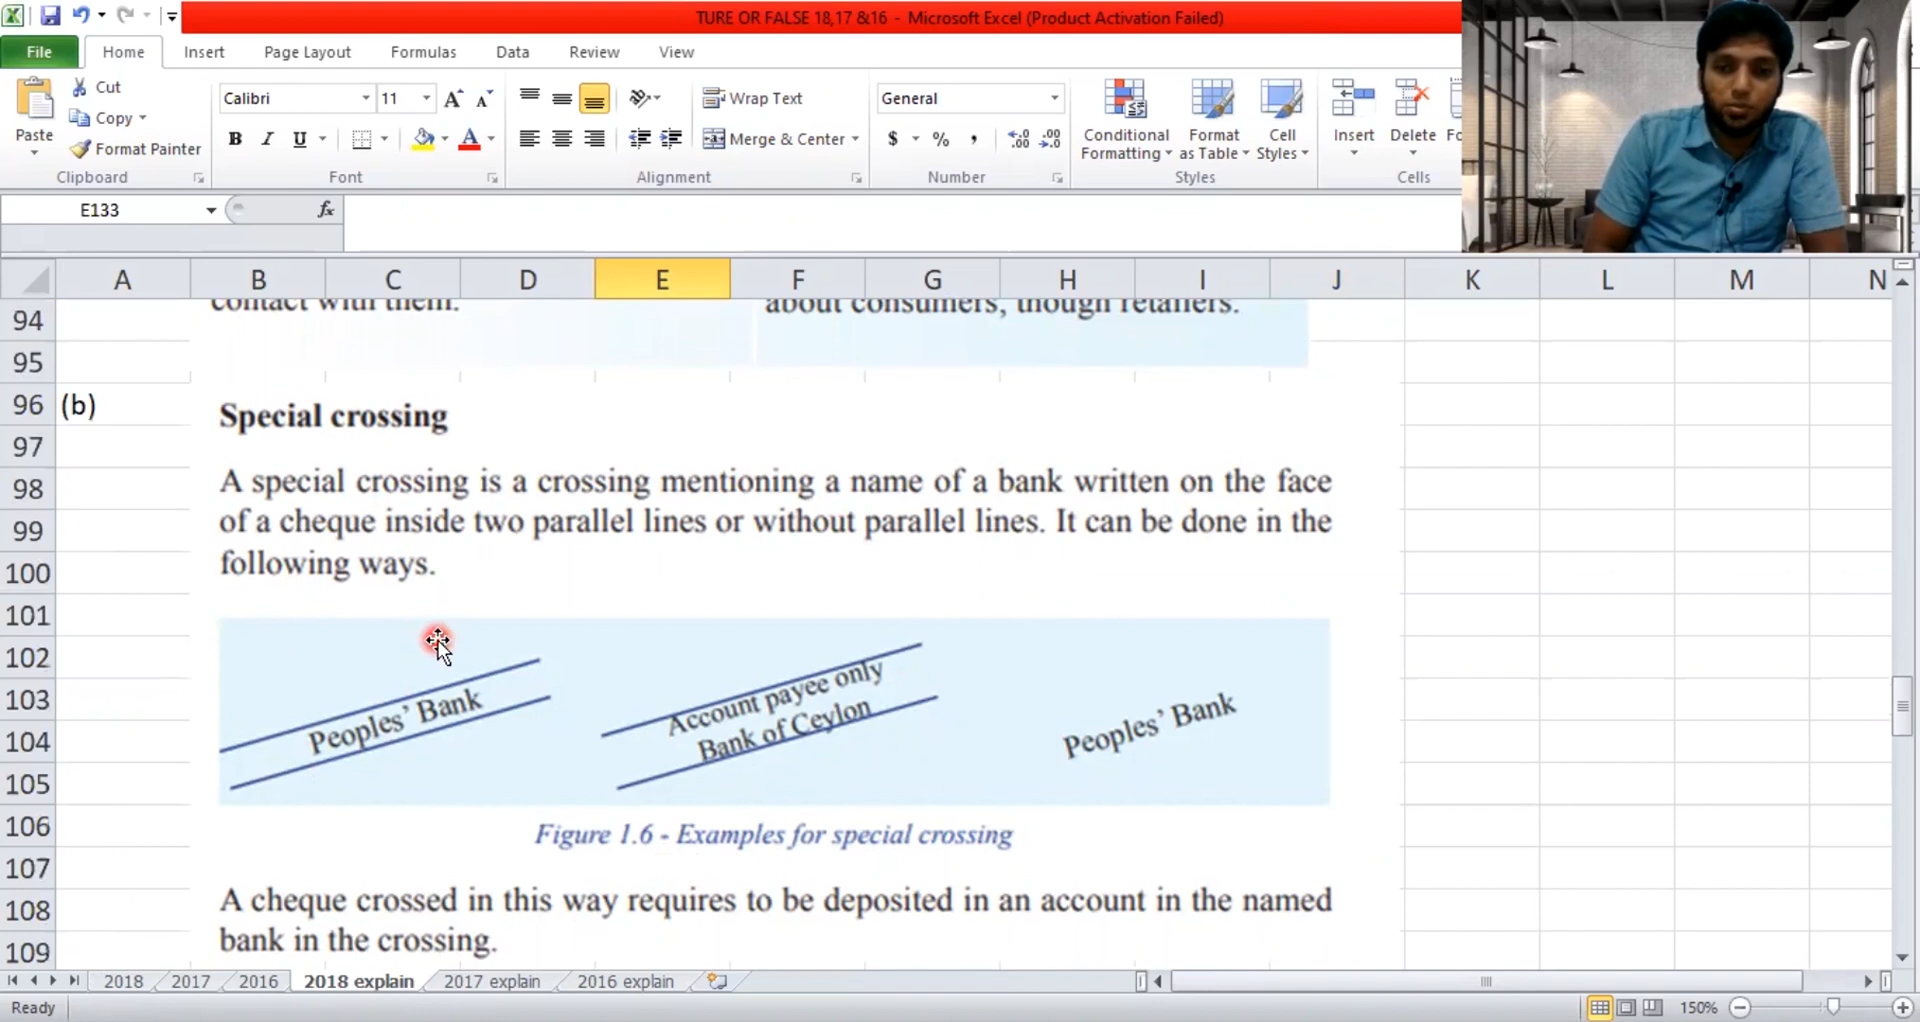 TURE OR FALSE 18,17 &16 - Microsoft Excel (Product Activation Failed)
File Home Insert Page Layout Formulas Data Review View
Paste
Cut
Copy
Format Painter
Clipboard
Calibri 11
B I U
Font
Wrap Text
Merge & Center
Alignment
General
$ % ,
Number
Conditional Formatting
Format as Table
Cell Styles
Styles
Insert
Delete
Cells
E133
fx
A B C D E F G H I J K L M N
94
95
96
97
98
99
100
101
102
103
104
105
106
107
108
109
contact with them.
about consumers, though retailers.
(b)
Special crossing
A special crossing is a crossing mentioning a name of a bank written on the face
of a cheque inside two parallel lines or without parallel lines. It can be done in the
following ways.
Peoples' Bank
Account payee only
Bank of Ceylon
Peoples' Bank
Figure 1.6 - Examples for special crossing
A cheque crossed in this way requires to be deposited in an account in the named
bank in the crossing.
2018 2017 2016 2018 explain 2017 explain 2016 explain
Ready
150%